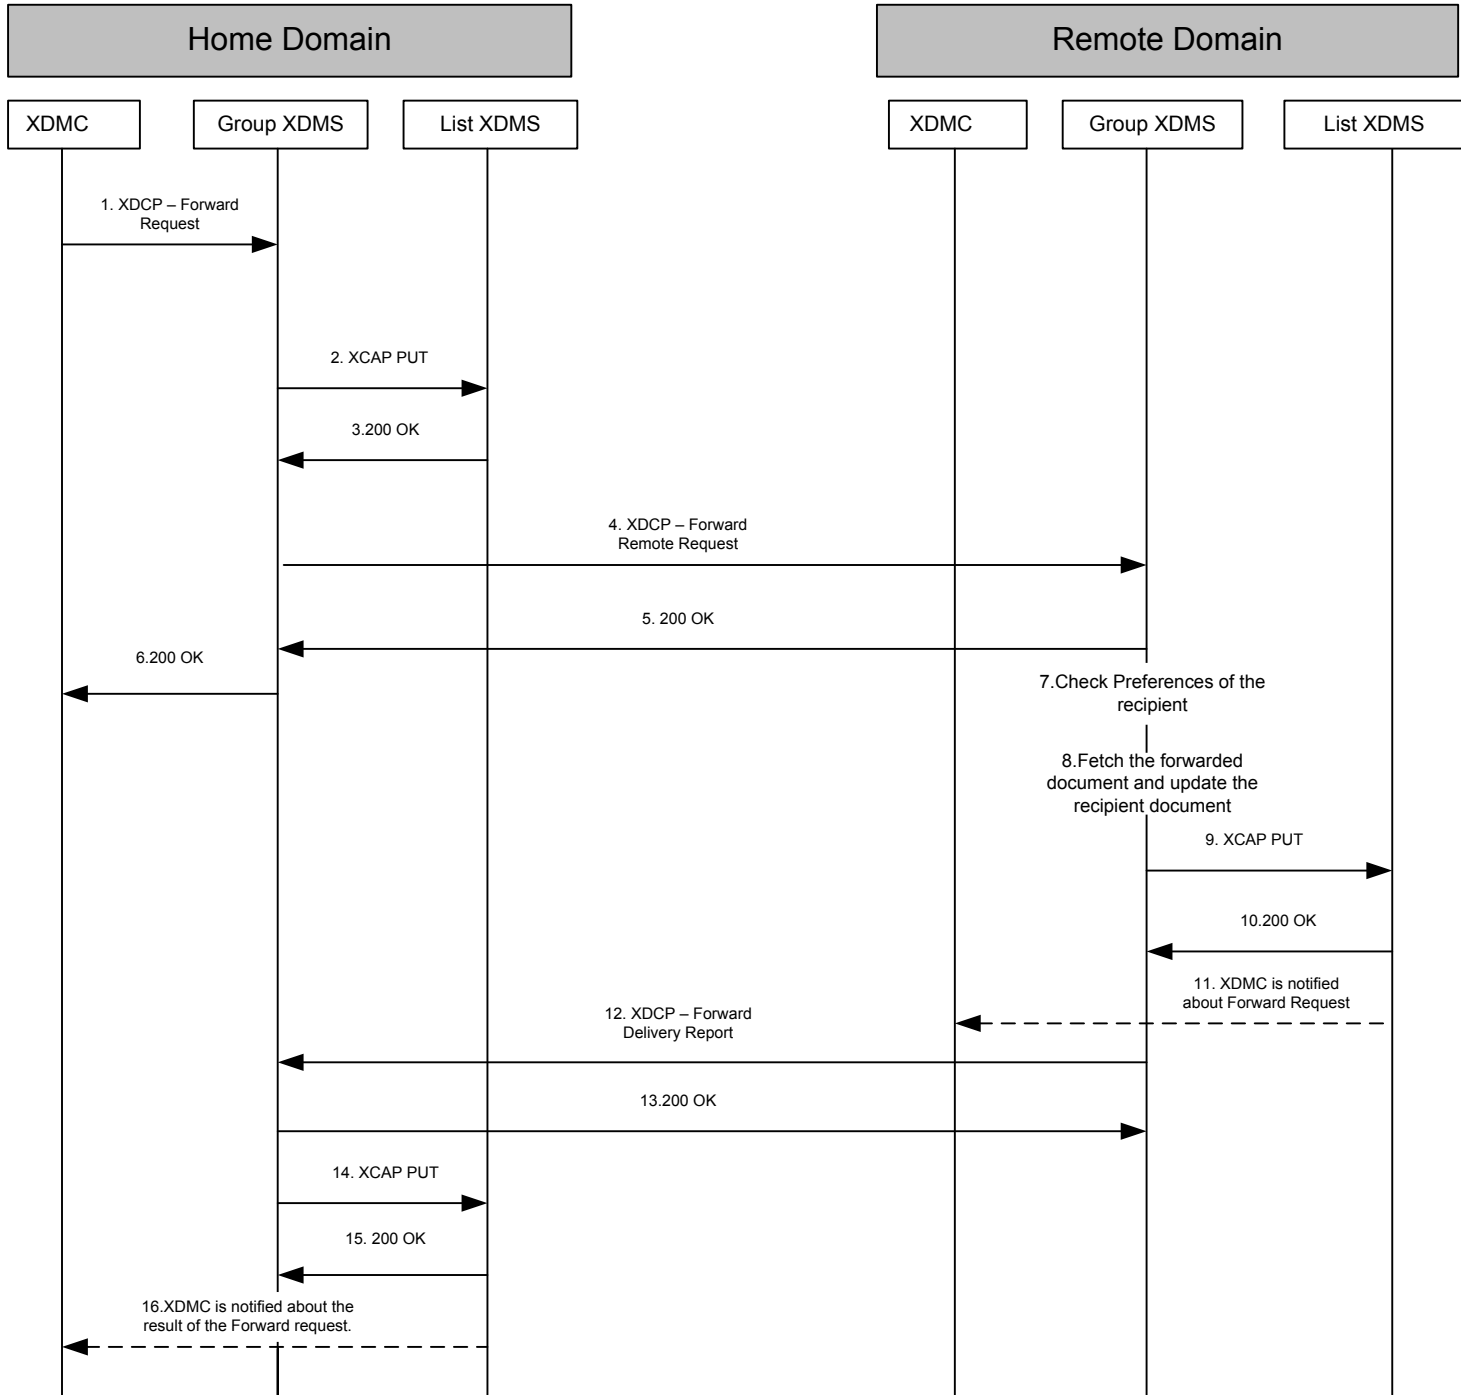 Home Domain
Remote Domain
XDMC
Group XDMS
List XDMS
XDMC
Group XDMS
List XDMS
1. XDCP – Forward
Request
2. XCAP PUT
3.200 OK
4. XDCP – Forward
Remote Request
5. 200 OK
6.200 OK
7.Check Preferences of the
recipient
8.Fetch the forwarded
document and update the
recipient document
9. XCAP PUT
10.200 OK
11. XDMC is notified
about Forward Request
12. XDCP – Forward
Delivery Report
13.200 OK
14. XCAP PUT
15. 200 OK
16.XDMC is notified about the
result of the Forward request.